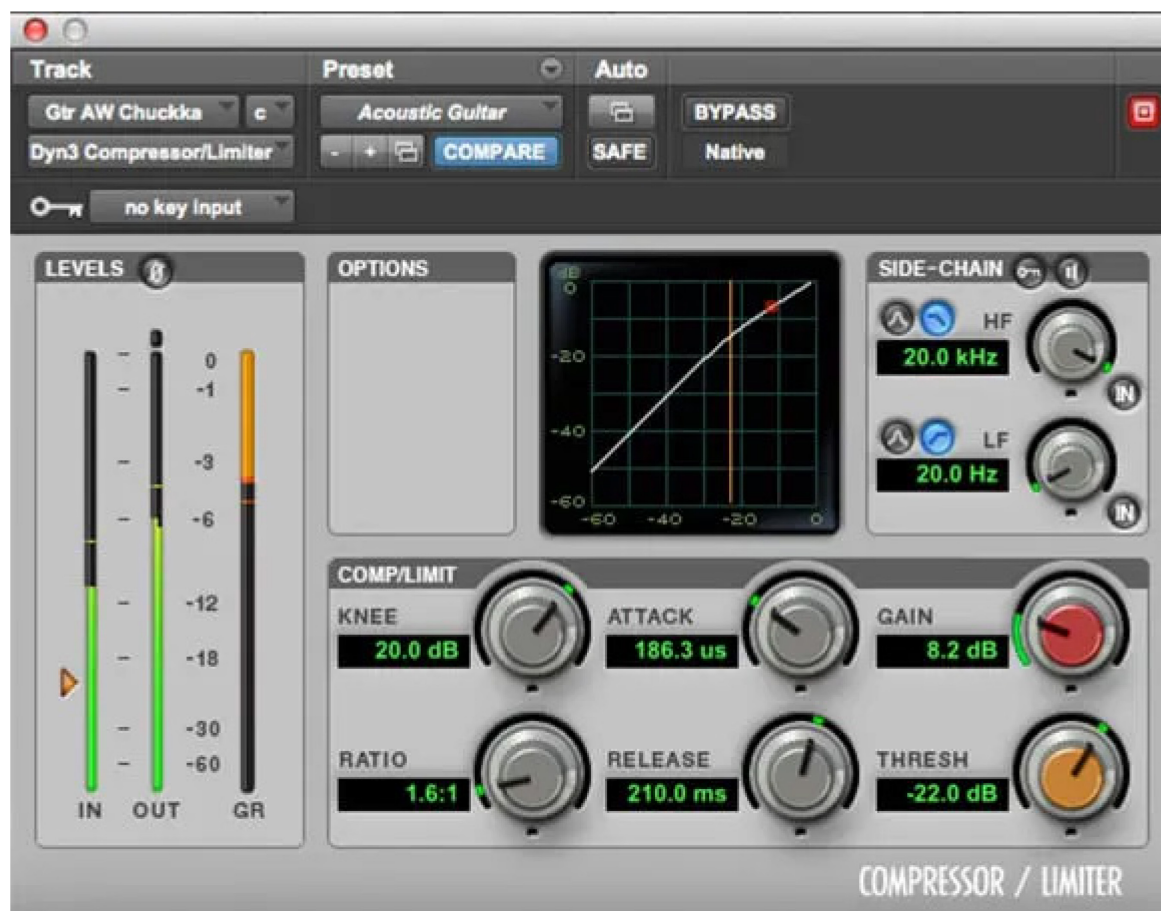 Track Preset Auto
Gtr AW Chuckka c Acoustic Guitar BYPASS
Dyn3 Compressor/Limiter - + COMPARE SAFE Native
no key input
LEVELS ø
OPTIONS
dB
0
-20
-40
-60
-60 -40 -20 0
SIDE-CHAIN
HF
20.0 kHz
IN
LF
20.0 Hz
IN
0
-1
-3
-6
-12
-18
-30
-60
IN OUT GR
COMP/LIMIT
KNEE ATTACK GAIN
20.0 dB 186.3 us 8.2 dB
RATIO RELEASE THRESH
1.6:1 210.0 ms -22.0 dB
COMPRESSOR / LIMITER